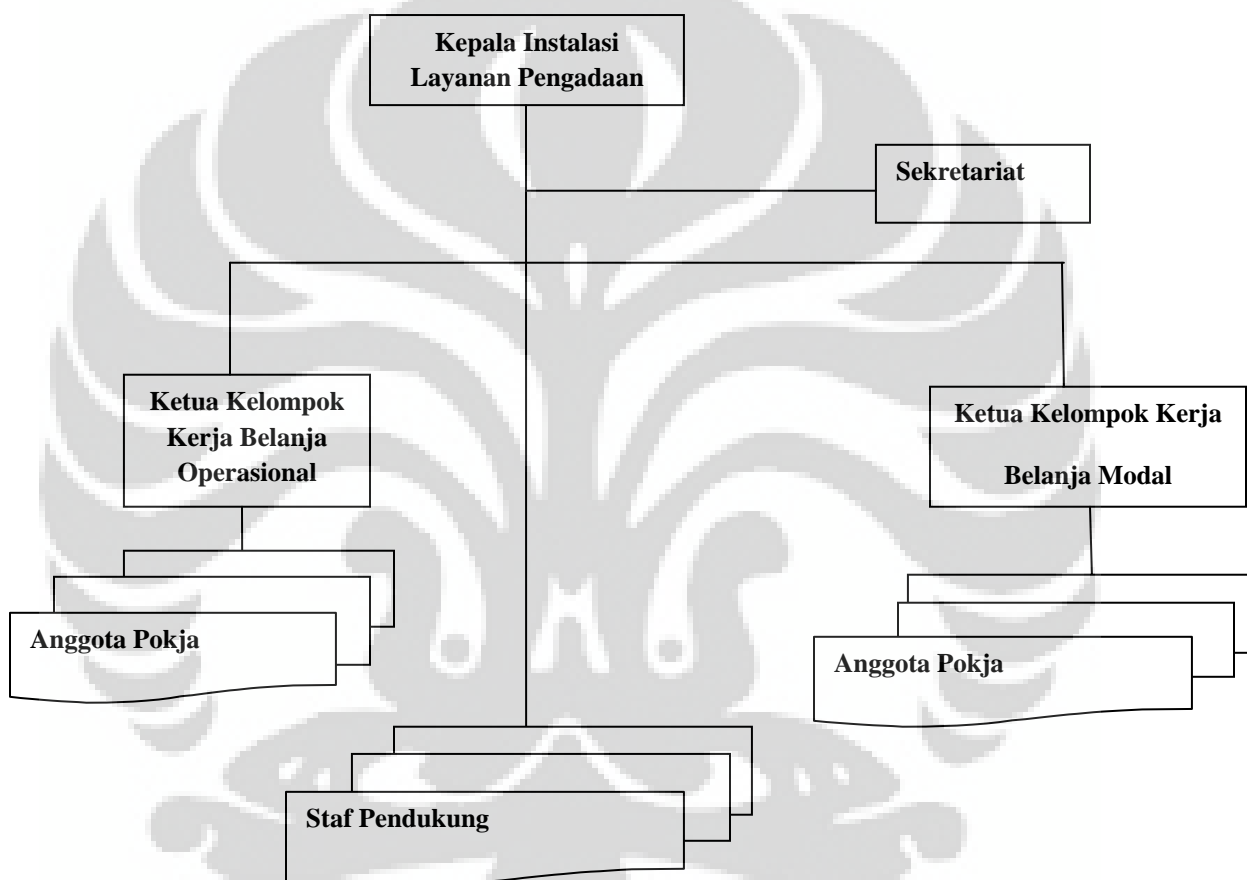 Kepala Instalasi
Layanan Pengadaan
Sekretariat
Ketua Kelompok
Kerja Belanja
Operasional
Ketua Kelompok Kerja
Belanja Modal
Anggota Pokja
Anggota Pokja
Staf Pendukung